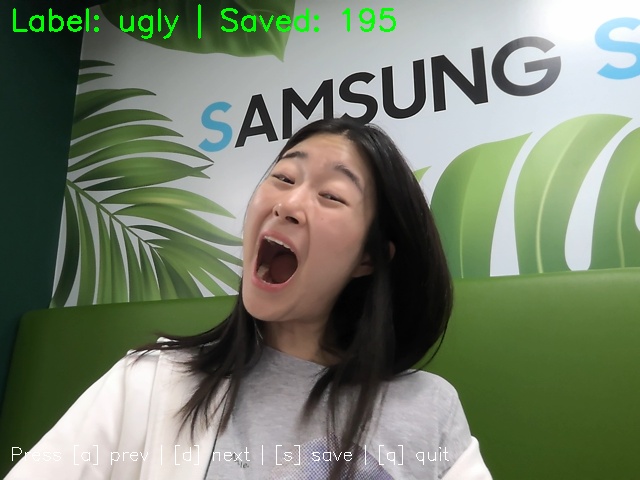 Label: ugly | Saved: 195
SAMSUNG S
Press [a] prev | [d] next | [s] save | [q] quit